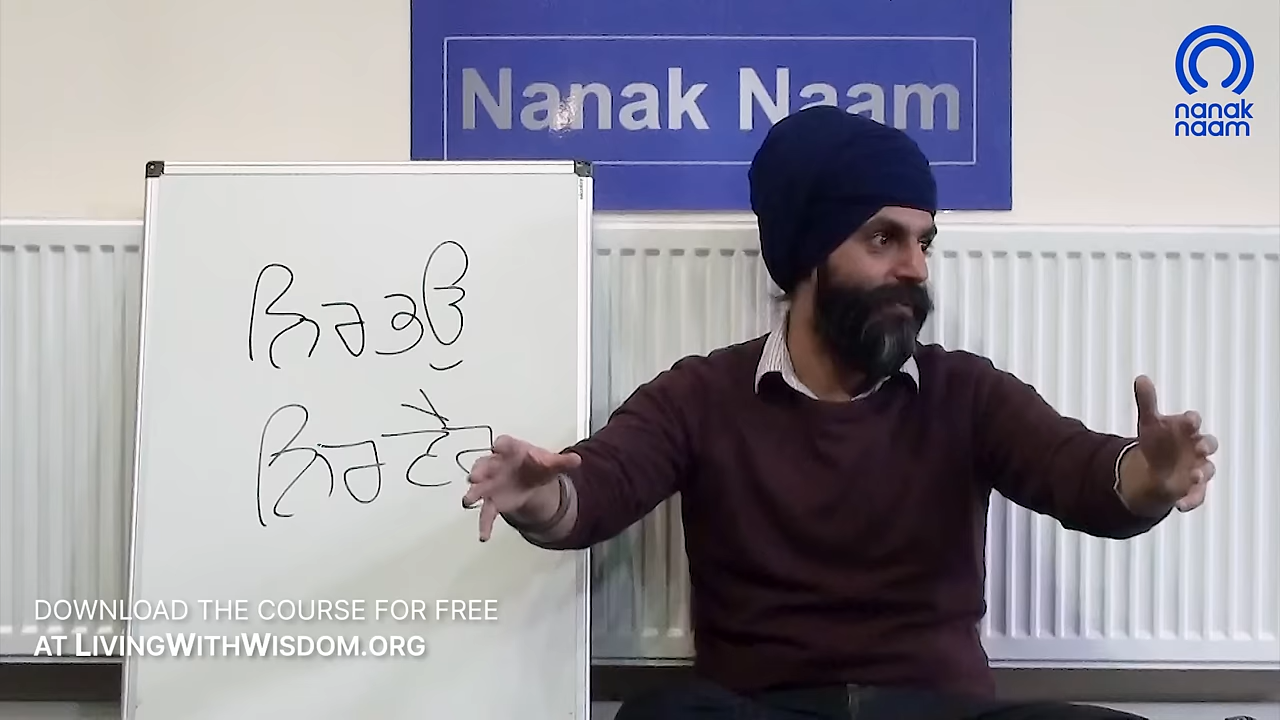 Nanak Naam
nanak
naam
ਨਿਰਭਉ
ਨਿਰਵੈਰ
DOWNLOAD THE COURSE FOR FREE
AT LIVINGWITHWISDOM.ORG